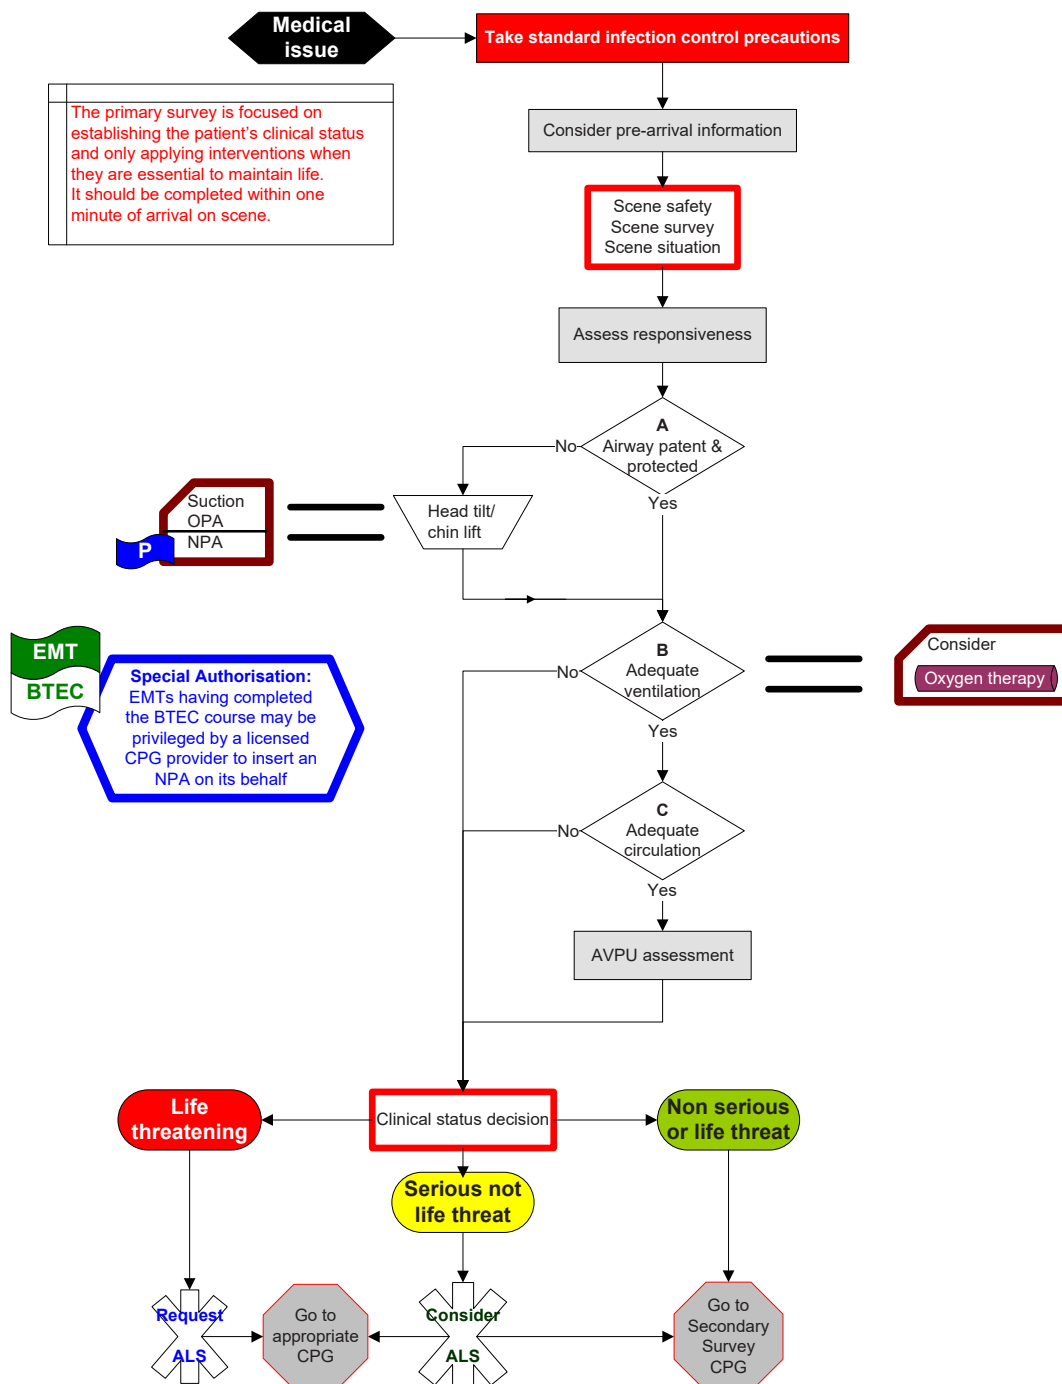 Medical
issue
Take standard infection control precautions
The primary survey is focused on
establishing the patient's clinical status
and only applying interventions when
they are essential to maintain life.
It should be completed within one
minute of arrival on scene.
Consider pre-arrival information
Scene safety
Scene survey
Scene situation
Assess responsiveness
A
Airway patent &
protected
No
Yes
Suction
OPA
NPA
P
Head tilt/
chin lift
EMT
BTEC
Special Authorisation:
EMTs having completed
the BTEC course may be
privileged by a licensed
CPG provider to insert an
NPA on its behalf
B
Adequate
ventilation
No
Yes
Consider
Oxygen therapy
C
Adequate
circulation
No
Yes
AVPU assessment
Life
threatening
Clinical status decision
Non serious
or life threat
Serious not
life threat
Request
ALS
Go to
appropriate
CPG
Consider
ALS
Go to
Secondary
Survey
CPG